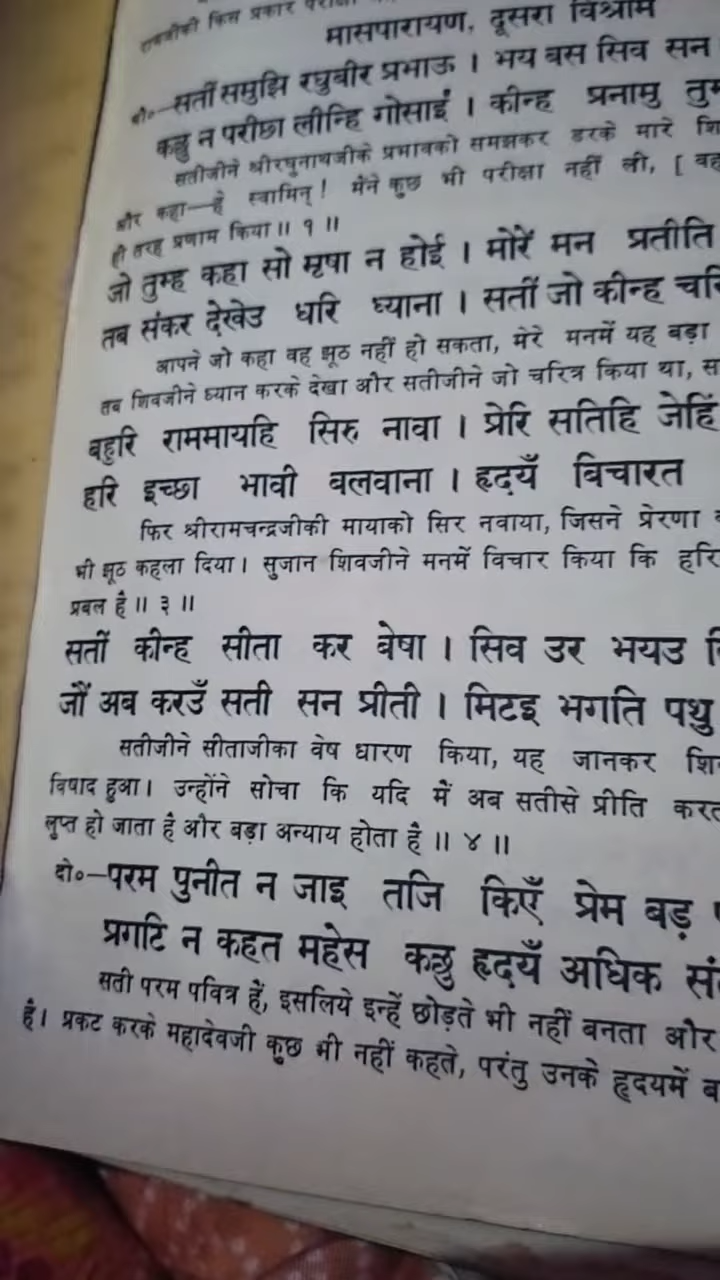 रामजीकी किस प्रकार परीक्षा
मासपारायण, दूसरा विश्राम
चौ०—सतीं समुझि रघुबीर प्रभाऊ । भय बस सिव सन
कछु न परीछा लीन्हि गोसाईं । कीन्ह प्रनामु
सतीजीने श्रीरघुनाथजीके प्रभावको समझकर डरके मारे
और कहा—हे स्वामिन् ! मैंने कुछ भी परीक्षा नहीं ली, [
ही तरह प्रणाम किया ॥ १ ॥
जो तुम्ह कहा सो मृषा न होई । मोरें मन प्रतीति
तब संकर देखेउ धरि ध्याना । सतीं जो कीन्ह
आपने जो कहा वह झूठ नहीं हो सकता, मेरे मनमें यह बड़ा
तब शिवजीने ध्यान करके देखा और सतीजीने जो चरित्र किया था,
बहुरि राममायहि सिरु नावा । प्रेरि सतिहि जेहिं
हरि इच्छा भावी बलवाना । हृदयँ विचारत
फिर श्रीरामचन्द्रजीकी मायाको सिर नवाया, जिसने प्रेरणा
भी झूठ कहला दिया । सुजान शिवजीने मनमें विचार किया कि हरि
प्रबल है ॥ ३ ॥
सतीं कीन्ह सीता कर बेषा । सिव उर भयउ
जौं अब करउँ सती सन प्रीती । मिटइ भगति पथु
सतीजीने सीताजीका वेष धारण किया, यह जानकर
विषाद हुआ । उन्होंने सोचा कि यदि मैं अब सतीसे प्रीति
लुप्त हो जाता है और बड़ा अन्याय होता है ॥ ४ ॥
दो०—परम पुनीत न जाइ तजि किएँ प्रेम बड़
प्रगटि न कहत महेस कछु हृदयँ अधिक
सती परम पवित्र हैं, इसलिये इन्हें छोड़ते भी नहीं बनता और
है । प्रकट करके महादेवजी कुछ भी नहीं कहते, परंतु उनके हृदयमें